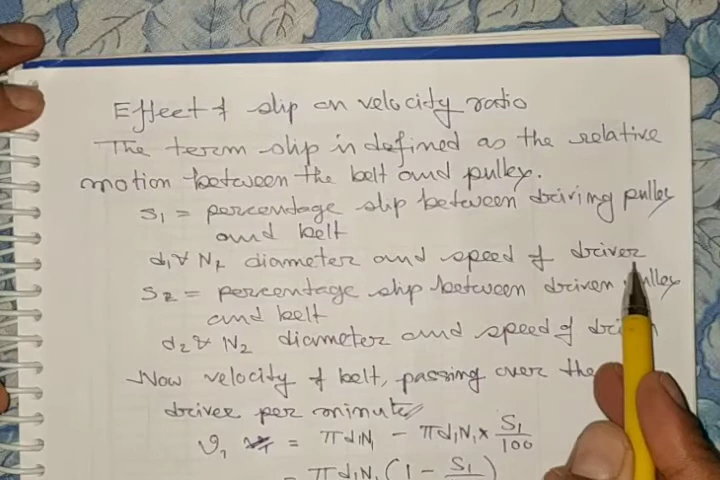 Effect of slip on velocity ratio
The term slip is defined as the relative
motion between the belt and pulley.
S₁ = percentage slip between driving pulley
and belt
d₁ & N₁ diameter and speed of driver
S₂ = percentage slip between driven pulley
and belt
d₂ & N₂ diameter and speed of
Now velocity of belt, passing over the
driver per minute
v₁ = πd₁N₁ - πd₁N₁ × S₁/100
= πd₁N₁ (1 - S₁/